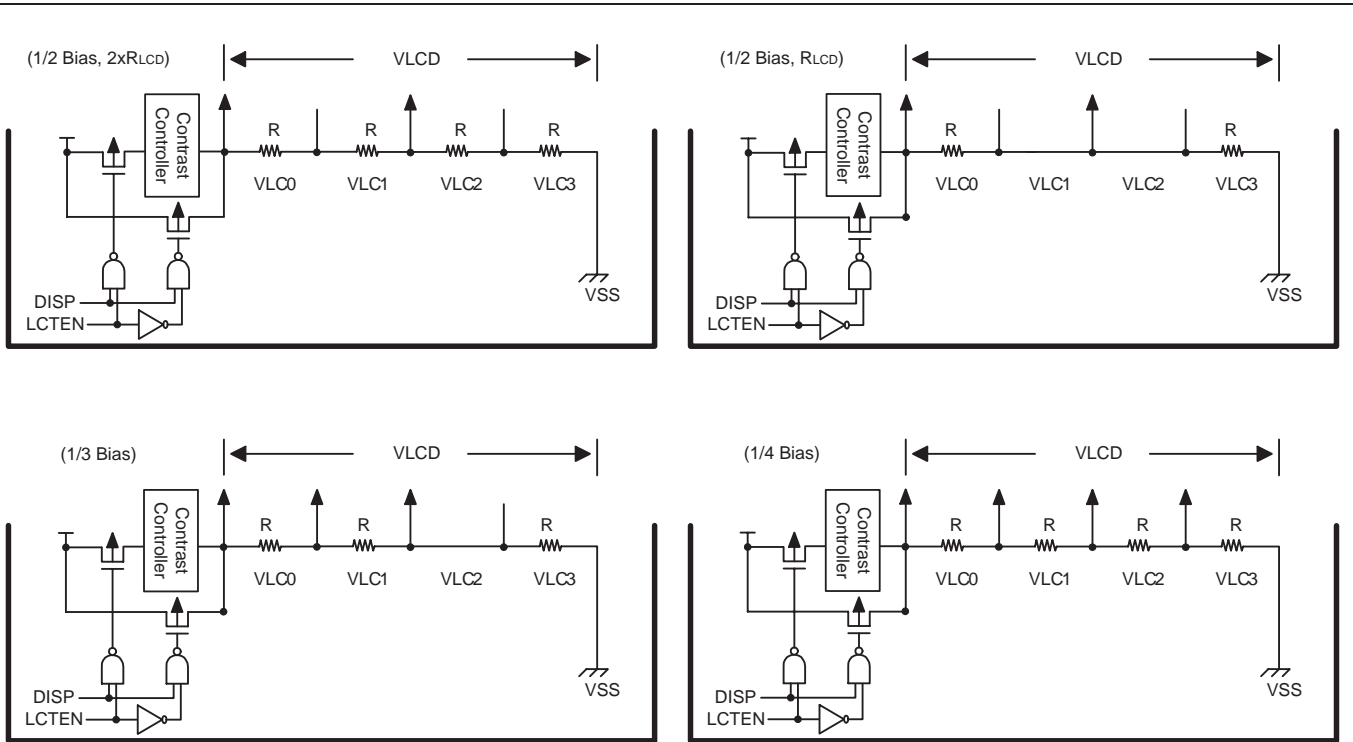 (1/2 Bias, 2xRLCD)
VLCD
Contrast
Controller
R R R R
VLC0 VLC1 VLC2 VLC3
DISP
LCTEN
VSS
(1/2 Bias, RLCD)
VLCD
Contrast
Controller
R R
VLC0 VLC1 VLC2 VLC3
DISP
LCTEN
VSS
(1/3 Bias)
VLCD
Contrast
Controller
R R R
VLC0 VLC1 VLC2 VLC3
DISP
LCTEN
VSS
(1/4 Bias)
VLCD
Contrast
Controller
R R R R
VLC0 VLC1 VLC2 VLC3
DISP
LCTEN
VSS